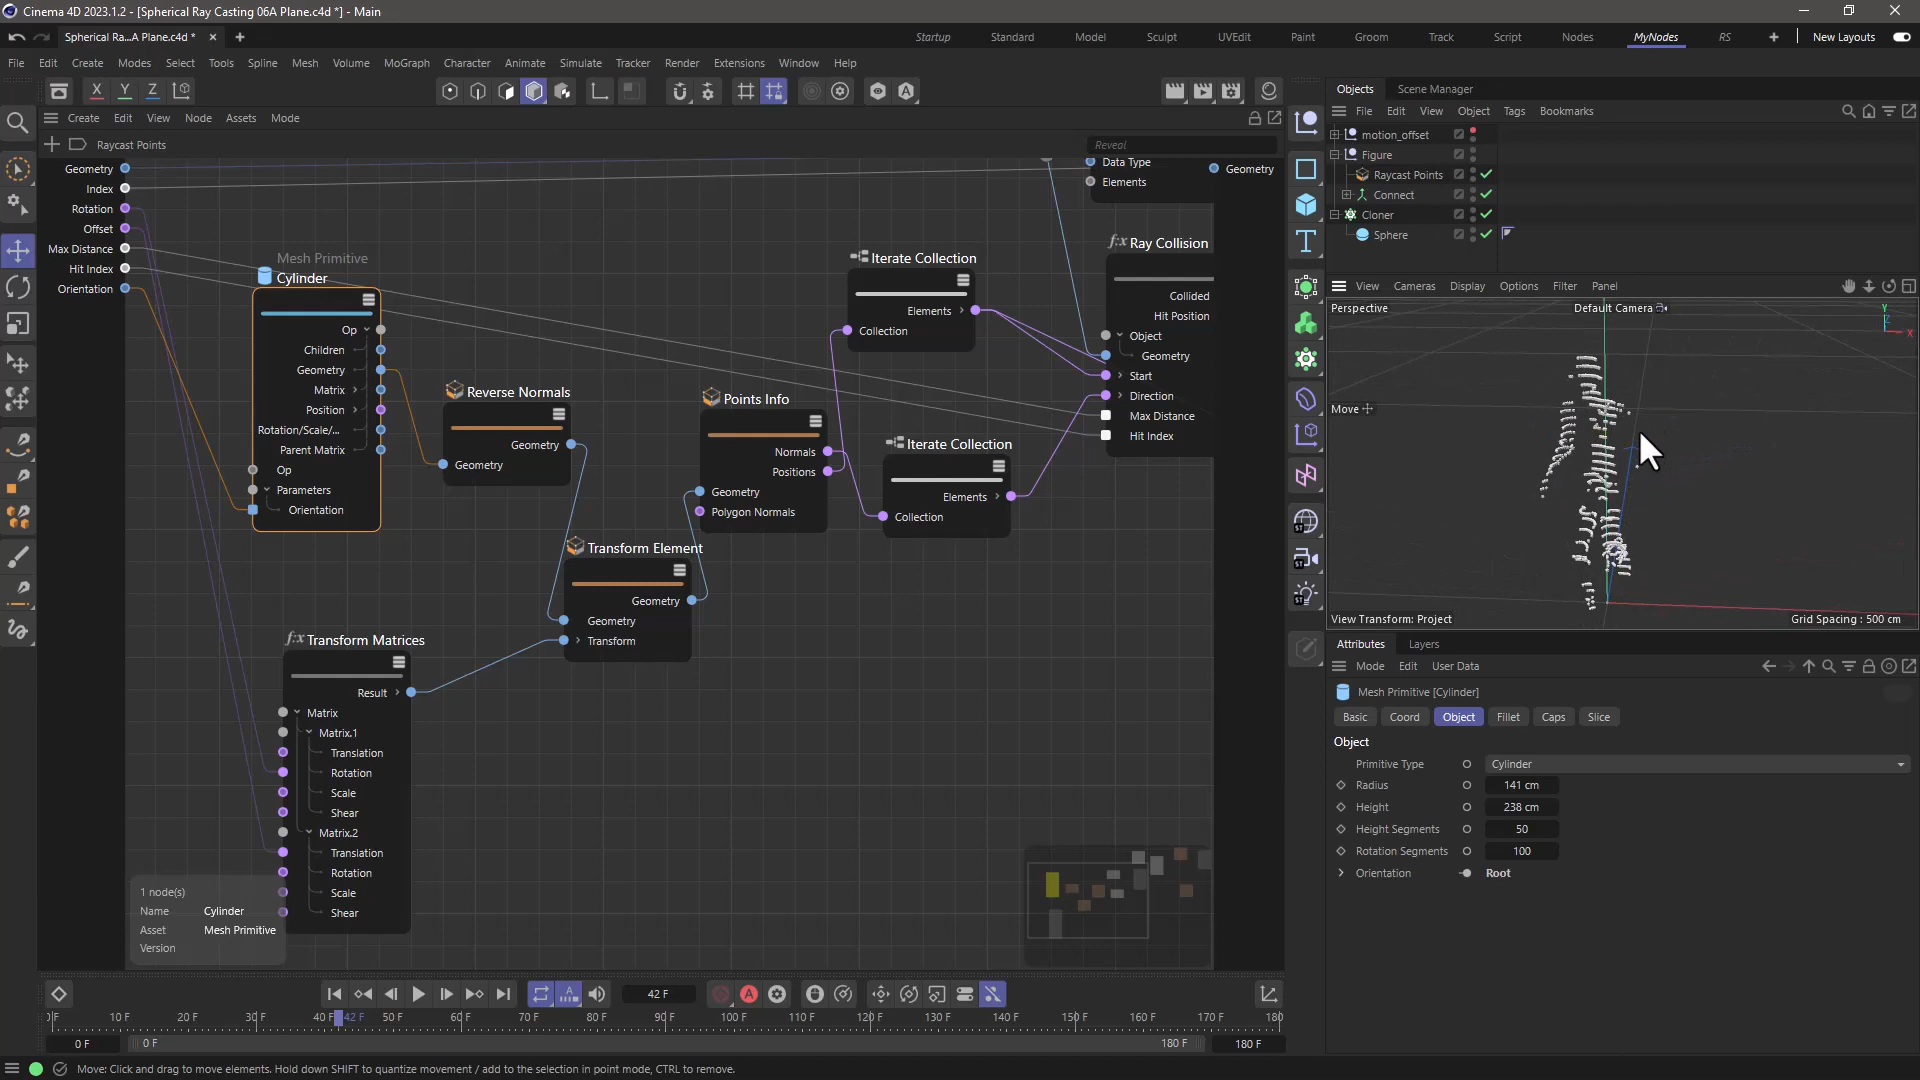 Cinema 4D 2023.1.2 - [Spherical Ray Casting 06A Plane.c4d *] - Main
Spherical Ra...A Plane.c4d *
Startup Standard Model Sculpt UVEdit Paint Groom Track Script Nodes MyNodes RS New Layouts
File Edit Create Modes Select Tools Spline Mesh Volume MoGraph Character Animate Simulate Tracker Render Extensions Window Help
X Y Z
Create Edit View Node Assets Mode
Raycast Points
Reveal
Geometry
Index
Rotation
Offset
Max Distance
Hit Index
Orientation
Mesh Primitive
Cylinder
Op
Children
Geometry
Matrix
Position
Rotation/Scale/...
Parent Matrix
Op
Parameters
Orientation
Reverse Normals
Geometry
Geometry
Transform Element
Geometry
Geometry
Transform
Transform Matrices
Result
Matrix
Matrix.1
Translation
Rotation
Scale
Shear
Matrix.2
Translation
Rotation
Scale
Shear
Points Info
Normals
Positions
Geometry
Polygon Normals
Iterate Collection
Elements
Collection
Iterate Collection
Elements
Collection
Data Type
Elements
Geometry
f:x Ray Collision
Collided
Hit Position
Object
Geometry
Start
Direction
Max Distance
Hit Index
1 node(s)
Name Cylinder
Asset Mesh Primitive
Version
Objects Scene Manager
File Edit View Object Tags Bookmarks
motion_offset
Figure
Raycast Points
Connect
Cloner
Sphere
View Cameras Display Options Filter Panel
Perspective
Default Camera
Y
Z
X
Move
View Transform: Project
Grid Spacing : 500 cm
Attributes Layers
Mode Edit User Data
Mesh Primitive [Cylinder]
Basic Coord Object Fillet Caps Slice
Object
Primitive Type Cylinder
Radius 141 cm
Height 238 cm
Height Segments 50
Rotation Segments 100
Orientation Root
42 F
0F 10 F 20 F 30 F 40 F 42 F 50 F 60 F 70 F 80 F 90 F 100 F 110 F 120 F 130 F 140 F 150 F 160 F 170 F 180
0 F 0 F 180 F 180 F
Move: Click and drag to move elements. Hold down SHIFT to quantize movement / add to the selection in point mode, CTRL to remove.